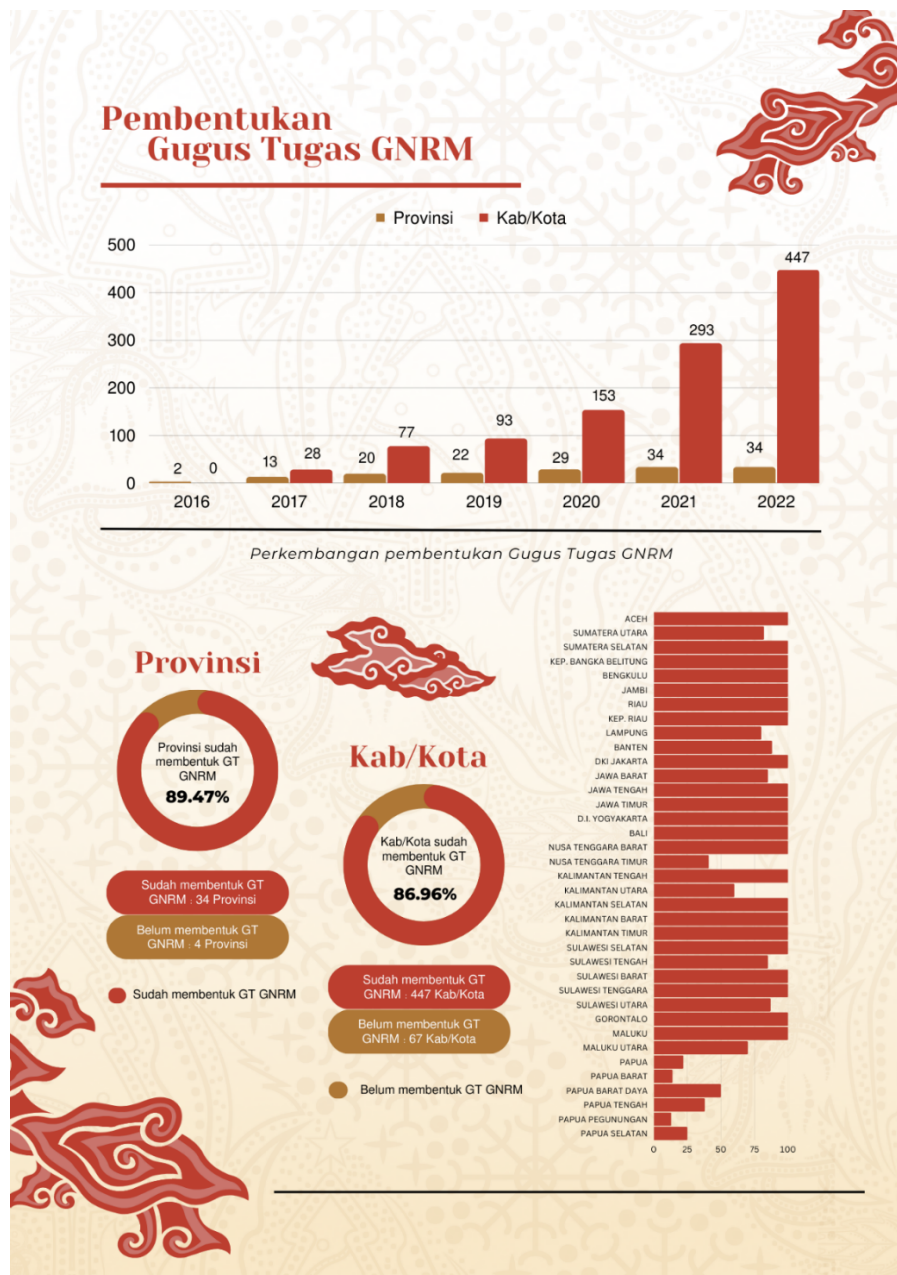 Pembentukan
Gugus Tugas GNRM
Provinsi
Kab/Kota
500
400
300
200
100
0
2
0
13
28
20
77
22
93
29
153
34
293
34
447
2016
2017
2018
2019
2020
2021
2022
Perkembangan pembentukan Gugus Tugas GNRM
Provinsi
Provinsi sudah
membentuk GT
GNRM
89.47%
Sudah membentuk GT
GNRM : 34 Provinsi
Belum membentuk GT
GNRM : 4 Provinsi
Sudah membentuk GT GNRM
Kab/Kota
Kab/Kota sudah
membentuk GT
GNRM
86.96%
Sudah membentuk GT
GNRM : 447 Kab/Kota
Belum membentuk GT
GNRM : 67 Kab/Kota
Belum membentuk GT GNRM
ACEH
SUMATERA UTARA
SUMATERA SELATAN
KEP. BANGKA BELITUNG
BENGKULU
JAMBI
RIAU
KEP. RIAU
LAMPUNG
BANTEN
DKI JAKARTA
JAWA BARAT
JAWA TENGAH
JAWA TIMUR
D.I. YOGYAKARTA
BALI
NUSA TENGGARA BARAT
NUSA TENGGARA TIMUR
KALIMANTAN TENGAH
KALIMANTAN UTARA
KALIMANTAN SELATAN
KALIMANTAN BARAT
KALIMANTAN TIMUR
SULAWESI SELATAN
SULAWESI TENGAH
SULAWESI BARAT
SULAWESI TENGGARA
SULAWESI UTARA
GORONTALO
MALUKU
MALUKU UTARA
PAPUA
PAPUA BARAT
PAPUA BARAT DAYA
PAPUA TENGAH
PAPUA PEGUNUNGAN
PAPUA SELATAN
0
25
50
75
100